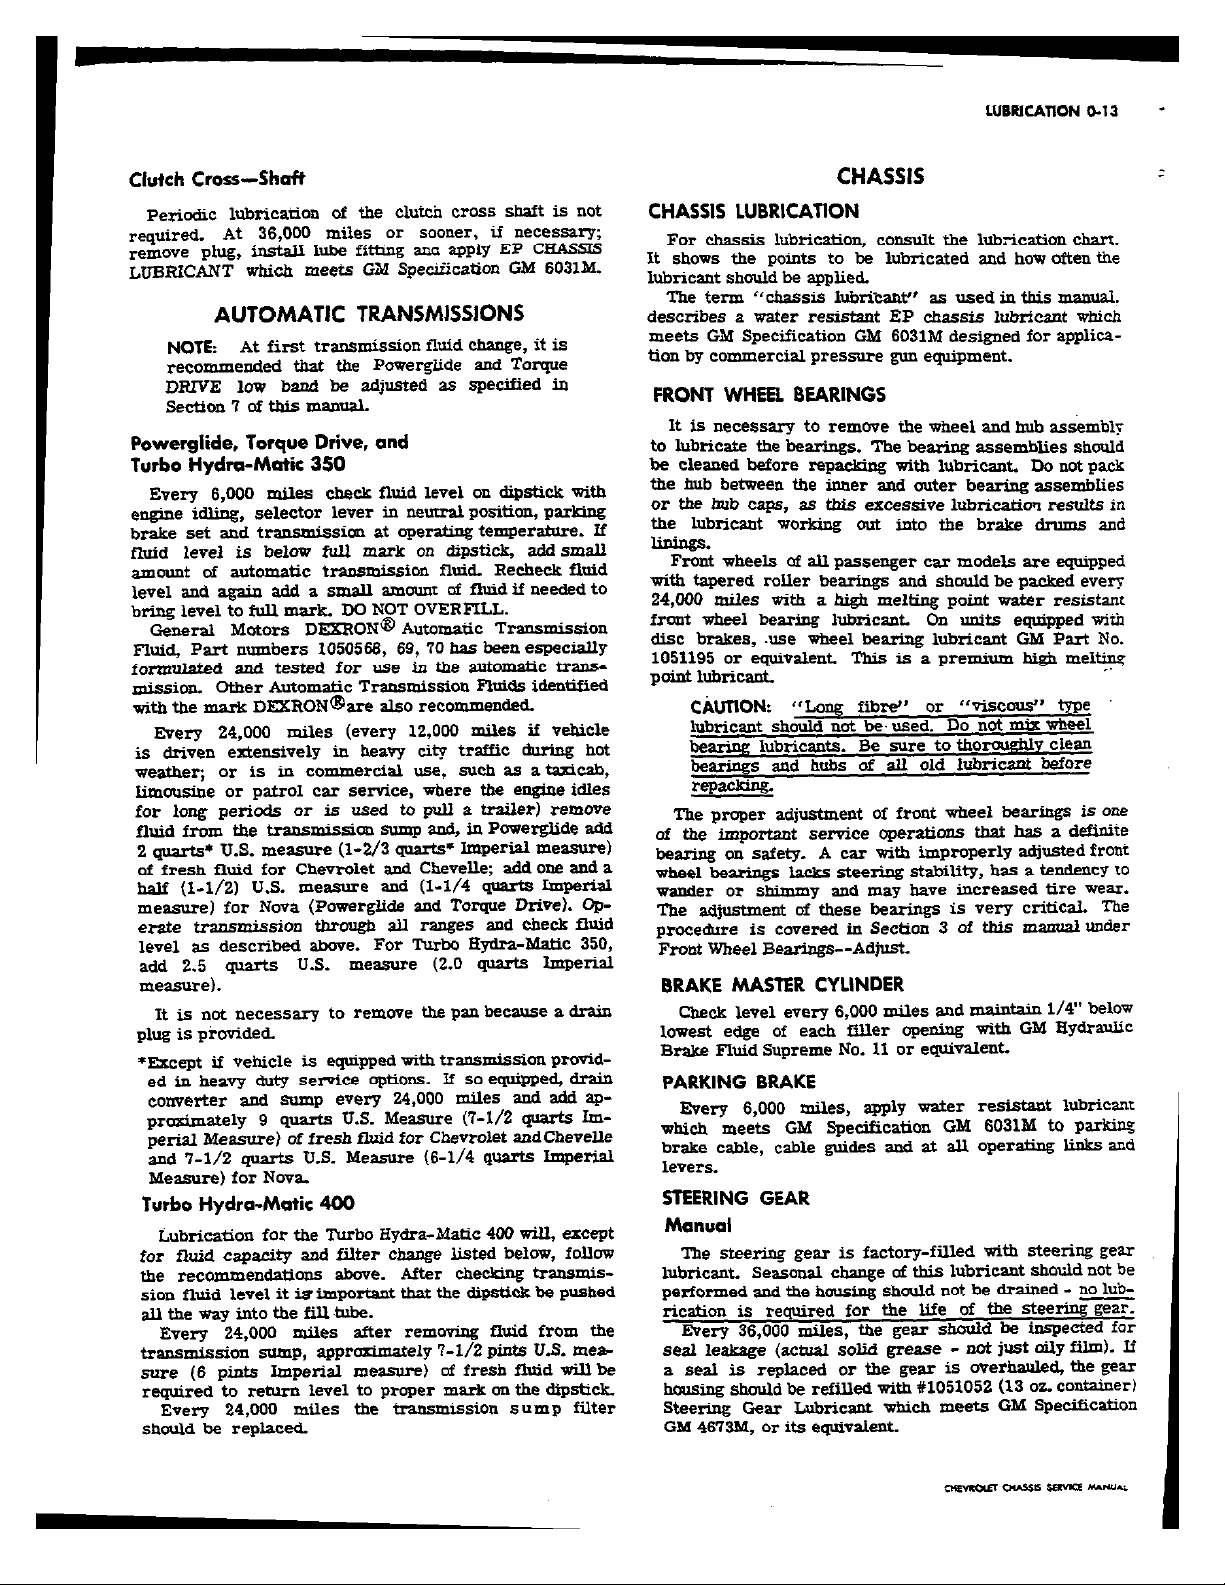 LUBRICATION 0-13
Clutch Cross—Shaft
Periodic lubrication of the clutch cross shaft is not
required. At 36,000 miles or sooner, if necessary;
remove plug, install lube fitting and apply EP CHASSIS
LUBRICANT which meets GM Specification GM 6031M.
AUTOMATIC TRANSMISSIONS
NOTE: At first transmission fluid change, it is
recommended that the Powerglide and Torque
DRIVE low band be adjusted as specified in
Section 7 of this manual.
Powerglide, Torque Drive, and
Turbo Hydra-Matic 350
Every 6,000 miles check fluid level on dipstick with
engine idling, selector lever in neutral position, parking
brake set and transmission at operating temperature. If
fluid level is below full mark on dipstick, add small
amount of automatic transmission fluid. Recheck fluid
level and again add a small amount of fluid if needed to
bring level to full mark. DO NOT OVERFILL.
General Motors DEXRON® Automatic Transmission
Fluid, Part numbers 1050568, 69, 70 has been especially
formulated and tested for use in the automatic trans-
mission. Other Automatic Transmission Fluids identified
with the mark DEXRON®are also recommended.
Every 24,000 miles (every 12,000 miles if vehicle
is driven extensively in heavy city traffic during hot
weather; or is in commercial use, such as a taxicab,
limousine or patrol car service, where the engine idles
for long periods or is used to pull a trailer) remove
fluid from the transmission sump and, in Powerglide add
2 quarts* U.S. measure (1-2/3 quarts* Imperial measure)
of fresh fluid for Chevrolet and Chevelle; add one and a
half (1-1/2) U.S. measure and (1-1/4 quarts Imperial
measure) for Nova (Powerglide and Torque Drive). Op-
erate transmission through all ranges and check fluid
level as described above. For Turbo Hydra-Matic 350,
add 2.5 quarts U.S. measure (2.0 quarts Imperial
measure).
It is not necessary to remove the pan because a drain
plug is provided.
*Except if vehicle is equipped with transmission provid-
ed in heavy duty service options. If so equipped, drain
converter and sump every 24,000 miles and add ap-
proximately 9 quarts U.S. Measure (7-1/2 quarts Im-
perial Measure) of fresh fluid for Chevrolet and Chevelle
and 7-1/2 quarts U.S. Measure (6-1/4 quarts Imperial
Measure) for Nova.
Turbo Hydra-Matic 400
Lubrication for the Turbo Hydra-Matic 400 will, except
for fluid capacity and filter change listed below, follow
the recommendations above. After checking transmis-
sion fluid level it is important that the dipstick be pushed
all the way into the fill tube.
Every 24,000 miles after removing fluid from the
transmission sump, approximately 7-1/2 pints U.S. mea-
sure (6 pints Imperial measure) of fresh fluid will be
required to return level to proper mark on the dipstick.
Every 24,000 miles the transmission sump filter
should be replaced.
CHASSIS
CHASSIS LUBRICATION
For chassis lubrication, consult the lubrication chart.
It shows the points to be lubricated and how often the
lubricant should be applied.
The term "chassis lubricant" as used in this manual.
describes a water resistant EP chassis lubricant which
meets GM Specification GM 6031M designed for applica-
tion by commercial pressure gun equipment.
FRONT WHEEL BEARINGS
It is necessary to remove the wheel and hub assembly
to lubricate the bearings. The bearing assemblies should
be cleaned before repacking with lubricant. Do not pack
the hub between the inner and outer bearing assemblies
or the hub caps, as this excessive lubrication results in
the lubricant working out into the brake drums and
linings.
Front wheels of all passenger car models are equipped
with tapered roller bearings and should be packed every
24,000 miles with a high melting point water resistant
front wheel bearing lubricant. On units equipped with
disc brakes, use wheel bearing lubricant GM Part No.
1051195 or equivalent. This is a premium high melting
point lubricant.
CAUTION: "Long fibre" or "viscous" type
lubricant should not be used. Do not mix wheel
bearing lubricants. Be sure to thoroughly clean
bearings and hubs of all old lubricant before
repacking.
The proper adjustment of front wheel bearings is one
of the important service operations that has a definite
bearing on safety. A car with improperly adjusted front
wheel bearings lacks steering stability, has a tendency to
wander or shimmy and may have increased tire wear.
The adjustment of these bearings is very critical. The
procedure is covered in Section 3 of this manual under
Front Wheel Bearings--Adjust.
BRAKE MASTER CYLINDER
Check level every 6,000 miles and maintain 1/4" below
lowest edge of each filler opening with GM Hydraulic
Brake Fluid Supreme No. 11 or equivalent.
PARKING BRAKE
Every 6,000 miles, apply water resistant lubricant
which meets GM Specification GM 6031M to parking
brake cable, cable guides and at all operating links and
levers.
STEERING GEAR
Manual
The steering gear is factory-filled with steering gear
lubricant. Seasonal change of this lubricant should not be
performed and the housing should not be drained - no lub-
rication is required for the life of the steering gear.
Every 36,000 miles, the gear should be inspected for
seal leakage (actual solid grease - not just oily film). If
a seal is replaced or the gear is overhauled, the gear
housing should be refilled with #1051052 (13 oz. container)
Steering Gear Lubricant which meets GM Specification
GM 4673M, or its equivalent.
CHEVROLET CHASSIS SERVICE MANUAL